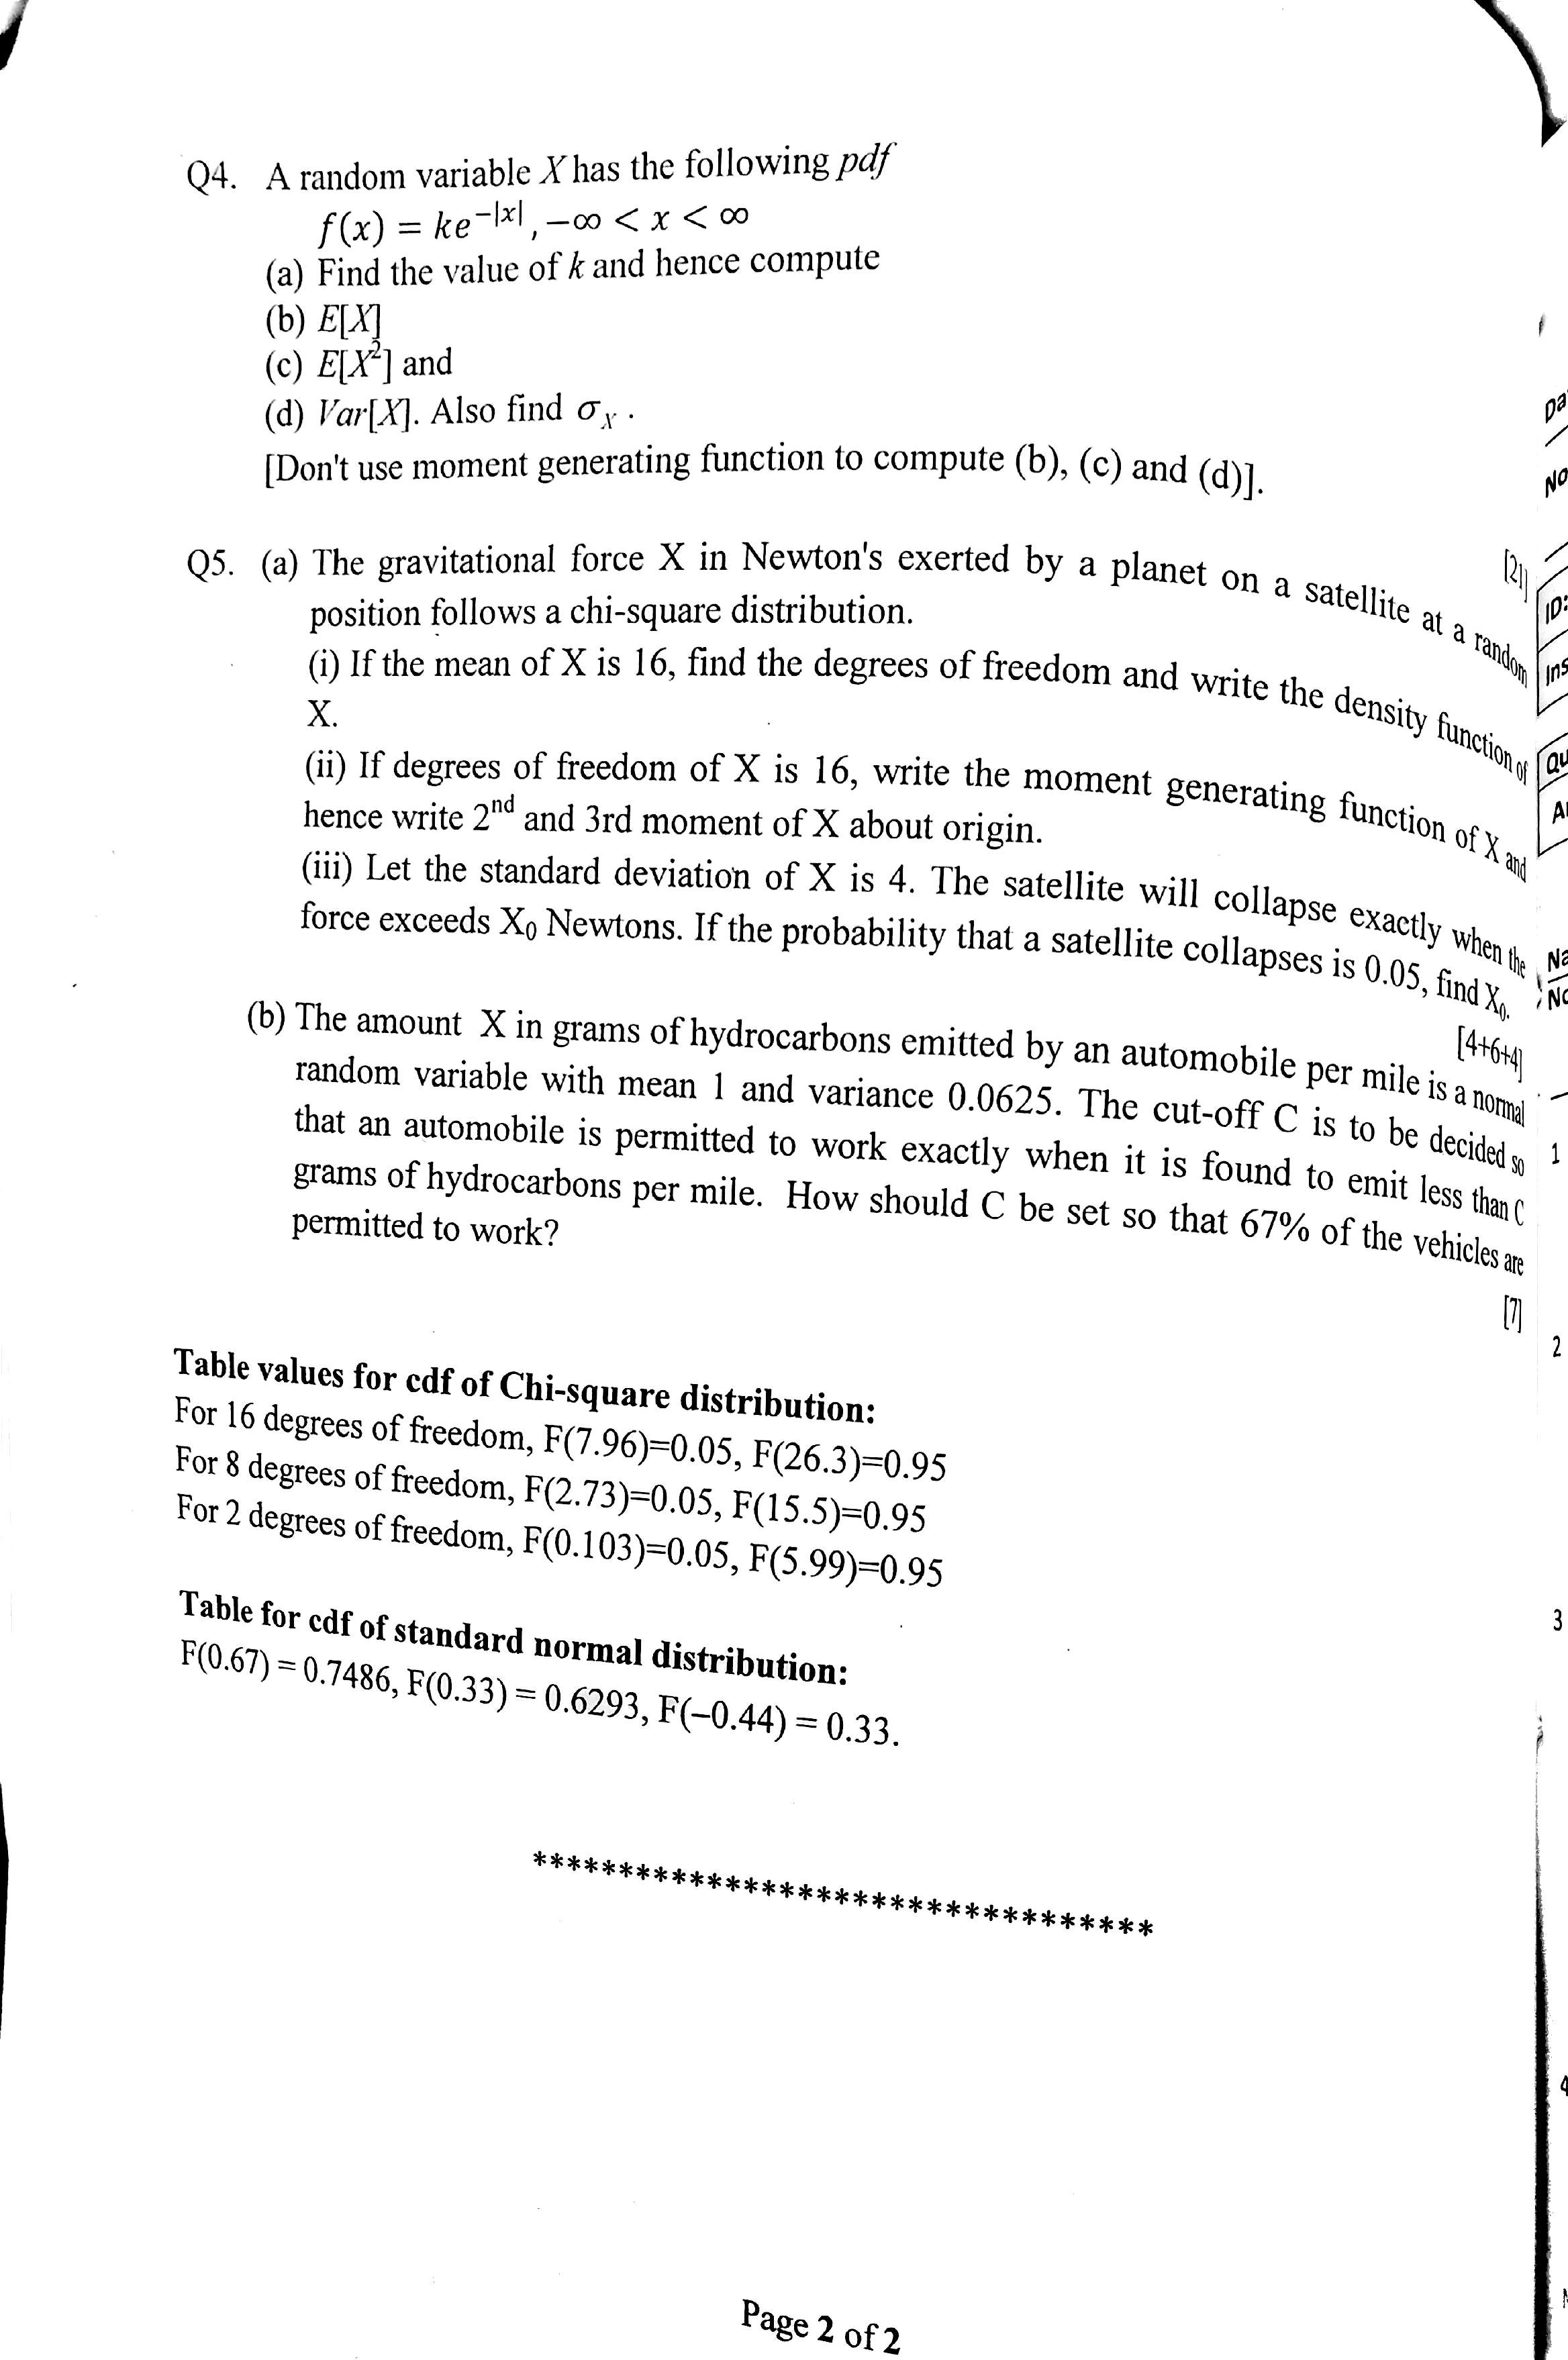 Q4. A random variable X has the following pdf
f(x) = ke^{-|x|}, -∞ < x < ∞
(a) Find the value of k and hence compute
(b) E[X]
(c) E[X²] and
(d) Var[X]. Also find σ_X .
[Don't use moment generating function to compute (b), (c) and (d)].
[21]
Q5. (a) The gravitational force X in Newton's exerted by a planet on a satellite at a random
position follows a chi-square distribution.
(i) If the mean of X is 16, find the degrees of freedom and write the density function of
X.
(ii) If degrees of freedom of X is 16, write the moment generating function of X and
hence write 2nd and 3rd moment of X about origin.
(iii) Let the standard deviation of X is 4. The satellite will collapse exactly when the
force exceeds X₀ Newtons. If the probability that a satellite collapses is 0.05, find X₀.
[4+6+4]
(b) The amount X in grams of hydrocarbons emitted by an automobile per mile is a normal
random variable with mean 1 and variance 0.0625. The cut-off C is to be decided so
that an automobile is permitted to work exactly when it is found to emit less than C
grams of hydrocarbons per mile. How should C be set so that 67% of the vehicles are
permitted to work?
[7]
Table values for cdf of Chi-square distribution:
For 16 degrees of freedom, F(7.96)=0.05, F(26.3)=0.95
For 8 degrees of freedom, F(2.73)=0.05, F(15.5)=0.95
For 2 degrees of freedom, F(0.103)=0.05, F(5.99)=0.95
Table for cdf of standard normal distribution:
F(0.67) = 0.7486, F(0.33) = 0.6293, F(–0.44) = 0.33.
**********************************
Page 2 of 2
ID:
1
2
3
4